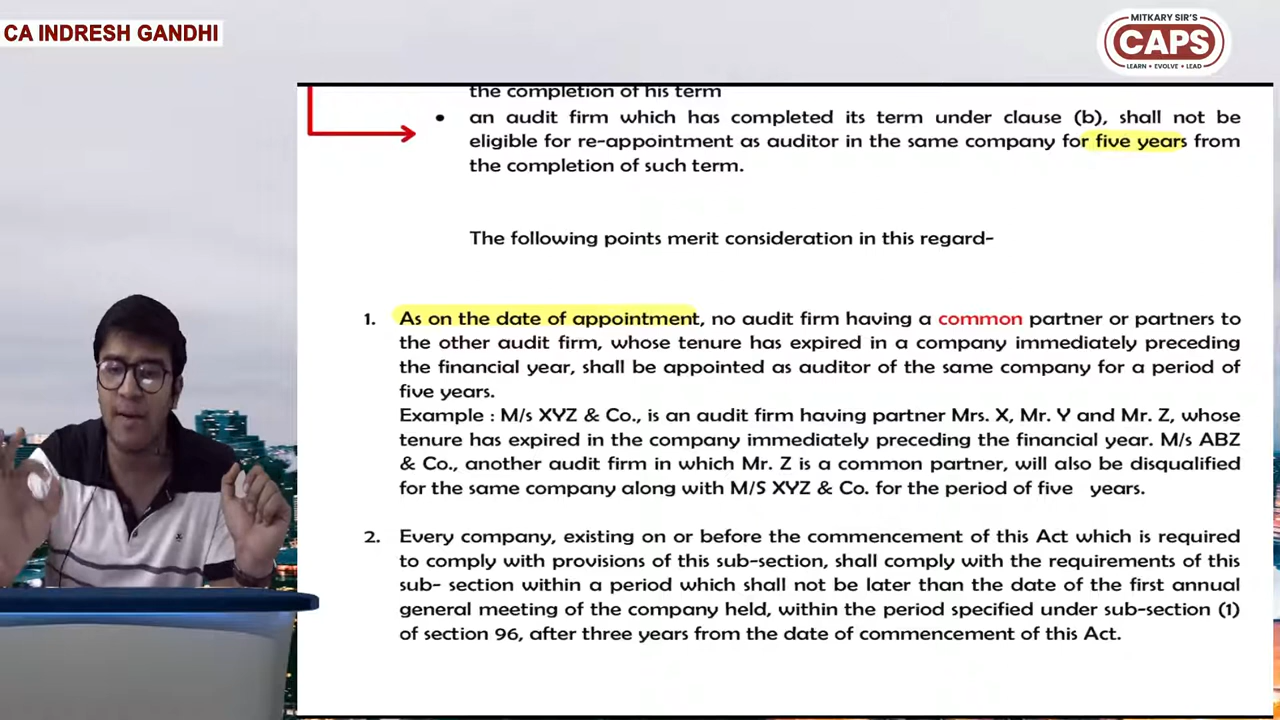 CA INDRESH GANDHI
MITKARY SIR'S
CAPS
LEARN • EVOLVE • LEAD
the completion of his term
• an audit firm which has completed its term under clause (b), shall not be
eligible for re-appointment as auditor in the same company for five years from
the completion of such term.
The following points merit consideration in this regard-
1. As on the date of appointment, no audit firm having a common partner or partners to
the other audit firm, whose tenure has expired in a company immediately preceding
the financial year, shall be appointed as auditor of the same company for a period of
five years.
Example : M/s XYZ & Co., is an audit firm having partner Mrs. X, Mr. Y and Mr. Z, whose
tenure has expired in the company immediately preceding the financial year. M/s ABZ
& Co., another audit firm in which Mr. Z is a common partner, will also be disqualified
for the same company along with M/S XYZ & Co. for the period of five years.
2. Every company, existing on or before the commencement of this Act which is required
to comply with provisions of this sub-section, shall comply with the requirements of this
sub- section within a period which shall not be later than the date of the first annual
general meeting of the company held, within the period specified under sub-section (1)
of section 96, after three years from the date of commencement of this Act.